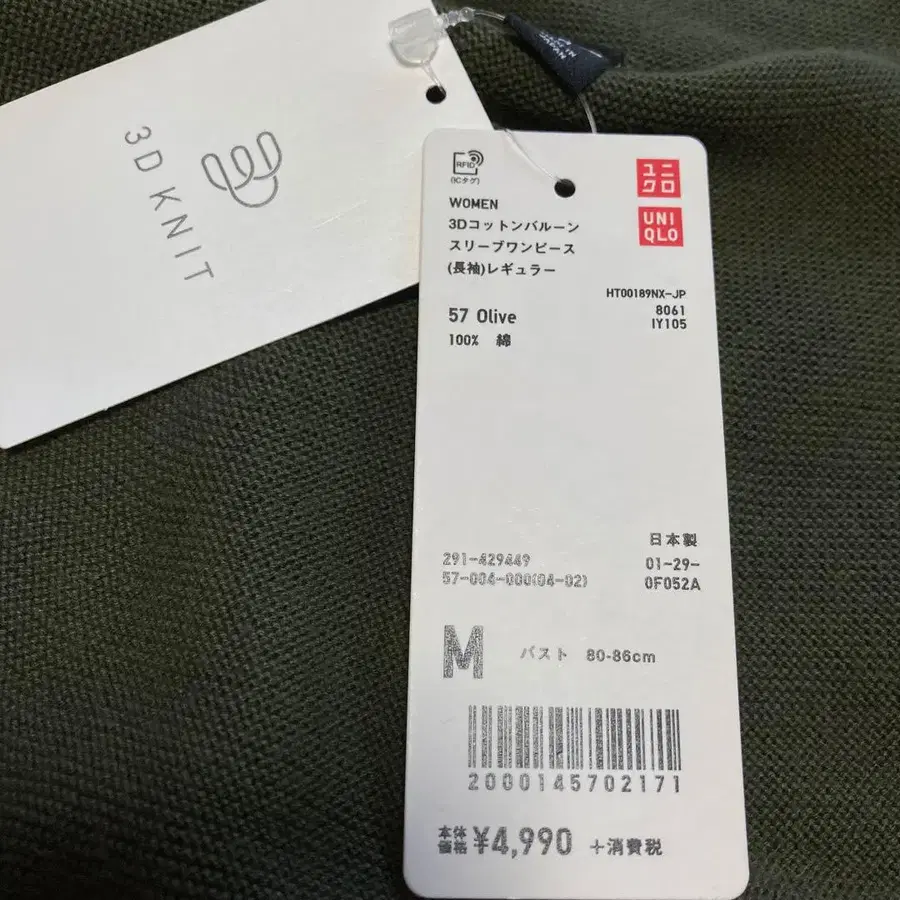 3D KNIT
MADE IN
JAPAN
RFID
(ICタグ)
ユニ
クロ
UNI
QLO
WOMEN
3Dコットンバルーン
スリーブワンピース
(長袖)レギュラー
HT00189NX-JP
8061
IY105
57 Olive
100% 綿
日本製
291-429449
01-29-
57-004-000(04-02)
0F052A
M バスト 80-86cm
2000145702171
本体
価格 ¥4,990 +消費税